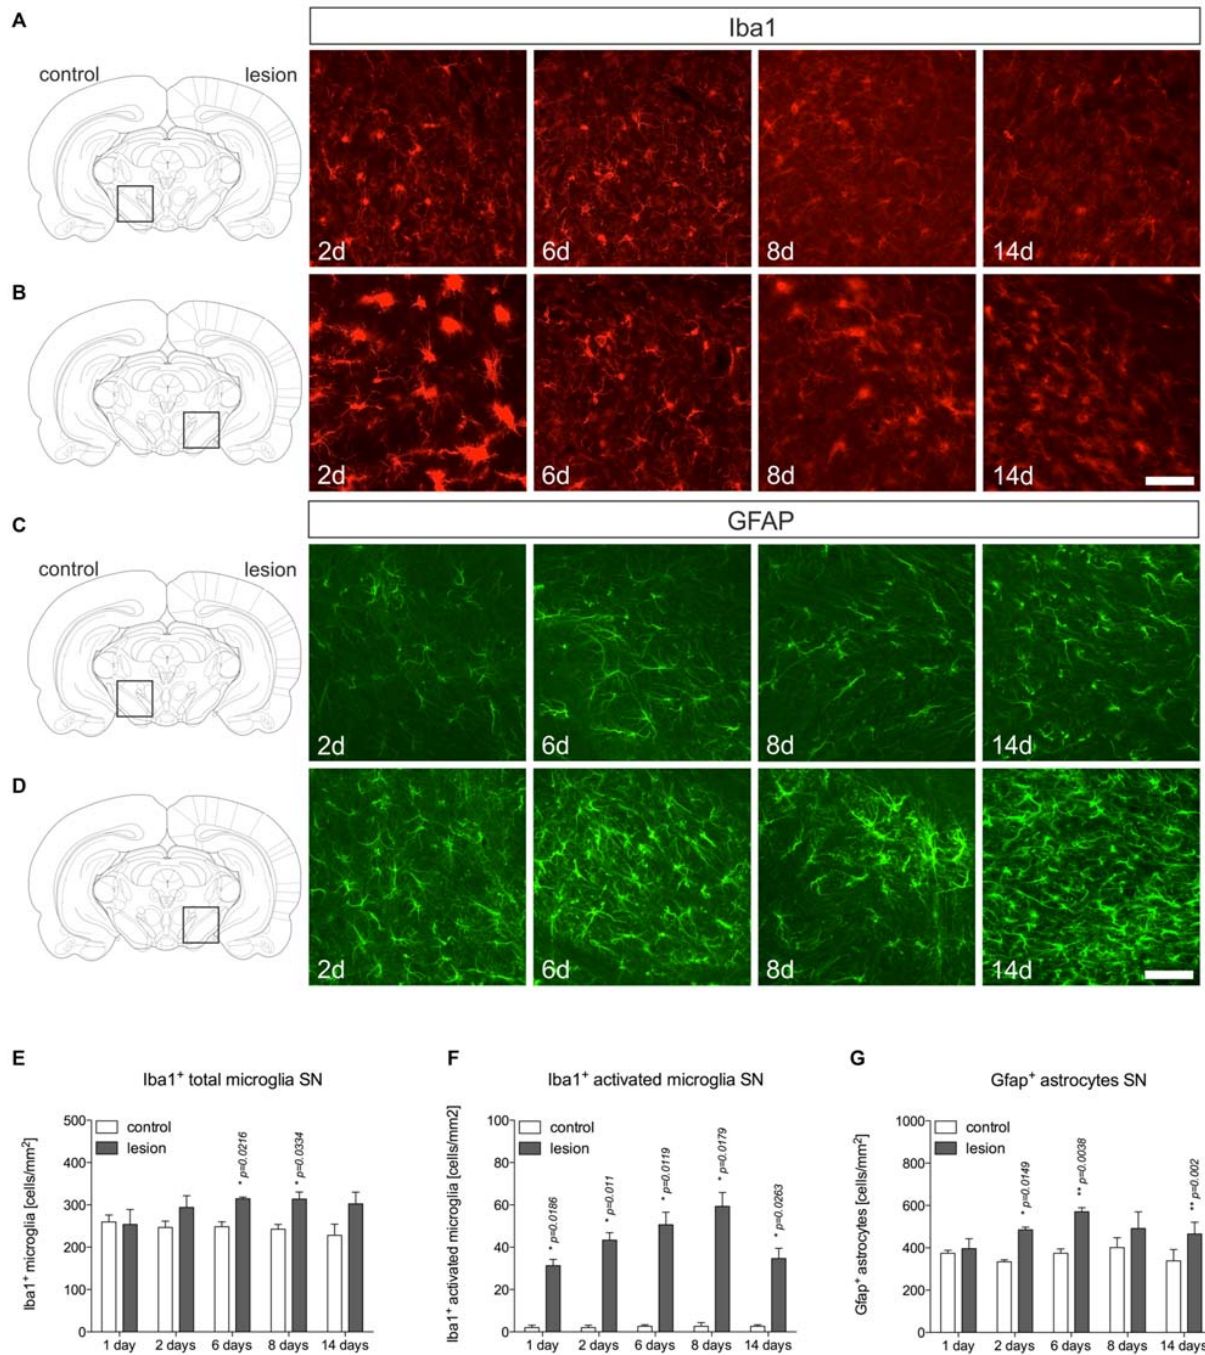 A
Iba1
control
lesion
2d
6d
8d
14d
B
2d
6d
8d
14d
C
GFAP
control
lesion
2d
6d
8d
14d
D
2d
6d
8d
14d
E
Iba1+ total microglia SN
Iba1+ microglia [cells/mm2]
500
400
300
200
100
0
control
lesion
* p=0.0216
* p=0.0334
1 day 2 days 6 days 8 days 14 days
F
Iba1+ activated microglia SN
Iba1+ activated microglia [cells/mm2]
100
80
60
40
20
0
control
lesion
* p=0.0186
* p=0.011
* p=0.0119
* p=0.0179
* p=0.0263
1 day 2 days 6 days 8 days 14 days
G
Gfap+ astrocytes SN
Gfap+ astrocytes [cells/mm2]
1000
800
600
400
200
0
control
lesion
* p=0.0149
** p=0.0038
** p=0.002
1 day 2 days 6 days 8 days 14 days